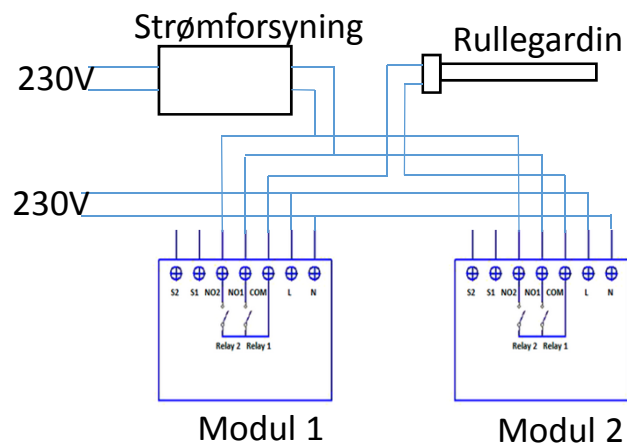 Strømforsyning
Rullegardin
230V
230V
S2 S1 NO2 NO1 COM L N
Relay 2 Relay 1
Modul 1
S2 S1 NO2 NO1 COM L N
Relay 2 Relay 1
Modul 2